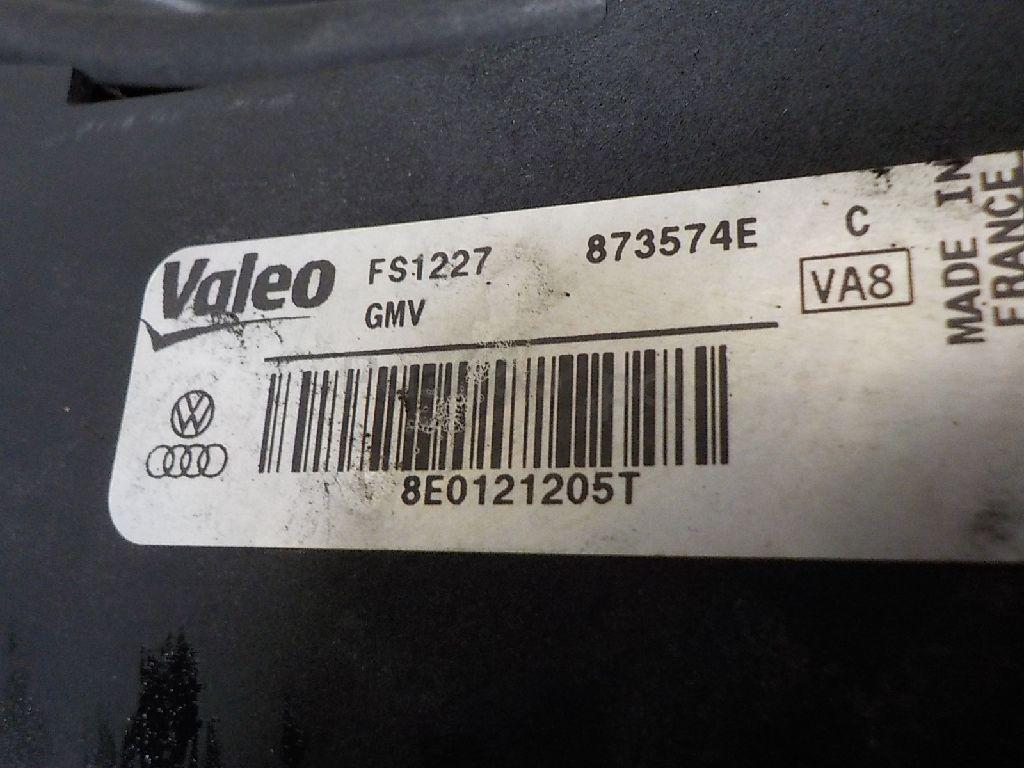 Valeo FS1227 873574E C
GMV VA8
8E0121205T
MADE IN
FRANCE